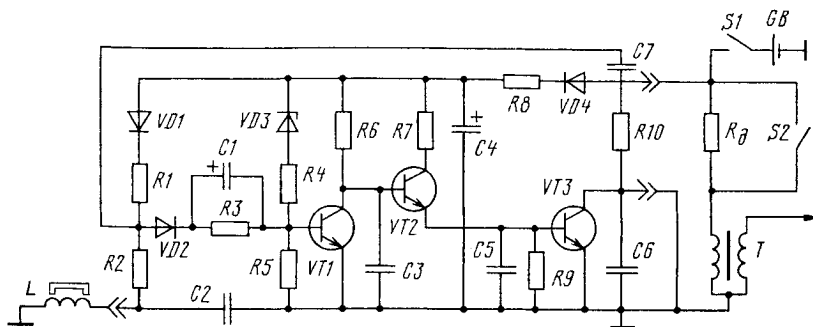 S1 GB
C7
R8 VD4
VD1 VD3 R6 R7 C4 R10 Rд S2
+
C1
+
R1 R4 VT3
R3 VT2
VD2 VT1
R2 R5 C3 C5 R9 C6 T
L C2